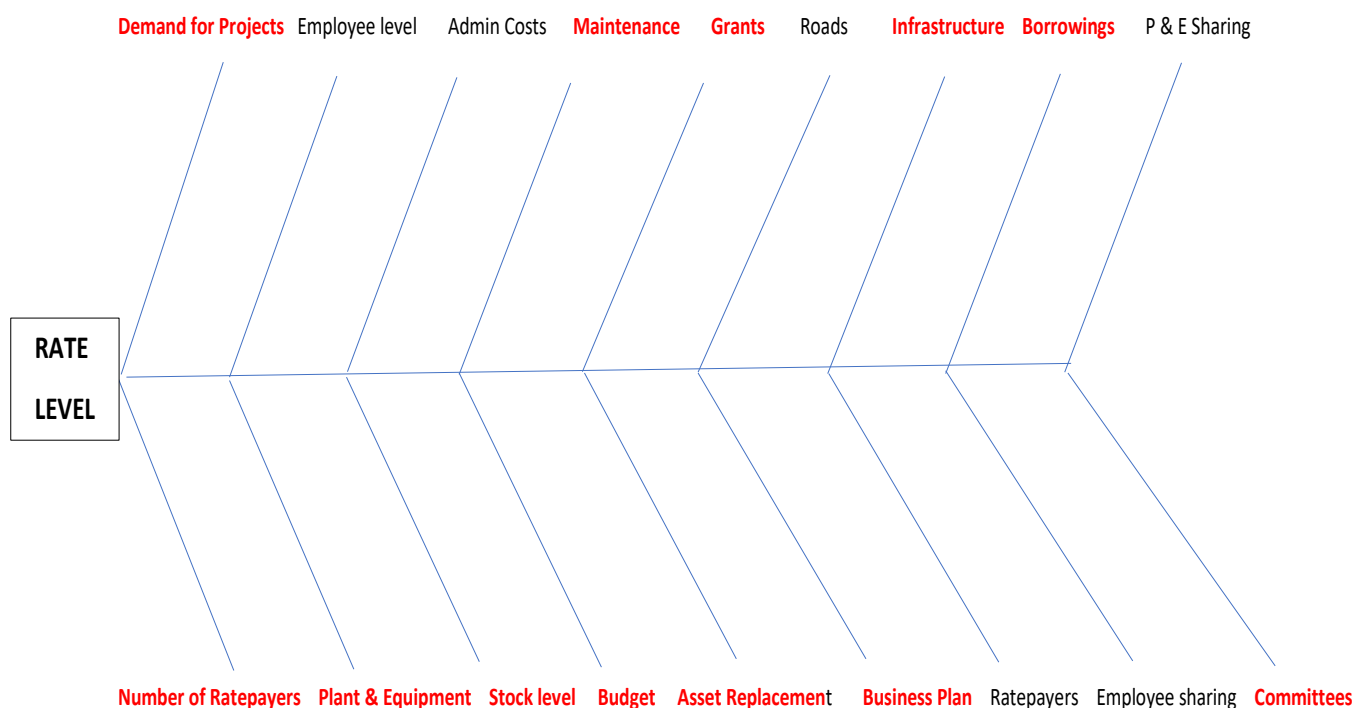 Demand for Projects Employee level Admin Costs Maintenance Grants Roads Infrastructure Borrowings P & E Sharing
RATE
LEVEL
Number of Ratepayers Plant & Equipment Stock level Budget Asset Replacement Business Plan Ratepayers Employee sharing Committees